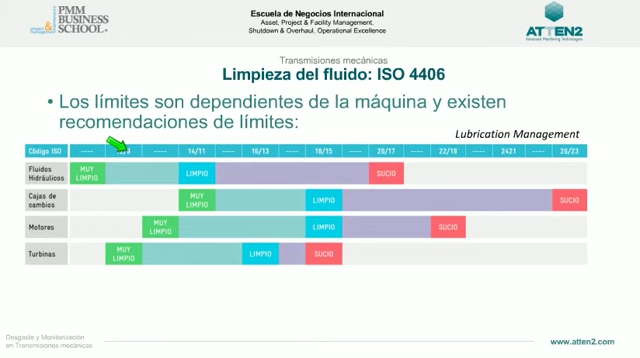 PMM
BUSINESS
SCHOOL
Escuela de Negocios Internacional
Asset, Project & Facility Management,
Shutdown & Overhaul, Operational Excellence
ATTEN2
Advanced Monitoring Technologies
Transmisiones mecánicas
Limpieza del fluido: ISO 4406
• Los límites son dependientes de la máquina y existen
recomendaciones de límites:
Lubrication Management
Código ISO ---- ---- 14/11 ---- 16/13 ---- 18/15 ---- 20/17 ---- 22/19 ---- 2421 ---- 26/23
Fluidos
Hidráulicos
MUY
LIMPIO
LIMPIO
SUCIO
Cajas de
cambios
MUY
LIMPIO
LIMPIO
SUCIO
Motores
MUY
LIMPIO
LIMPIO
SUCIO
Turbinas
MUY
LIMPIO
LIMPIO
SUCIO
Desgaste y Monitorización
en Transmisiones mecánicas
www.atten2.com